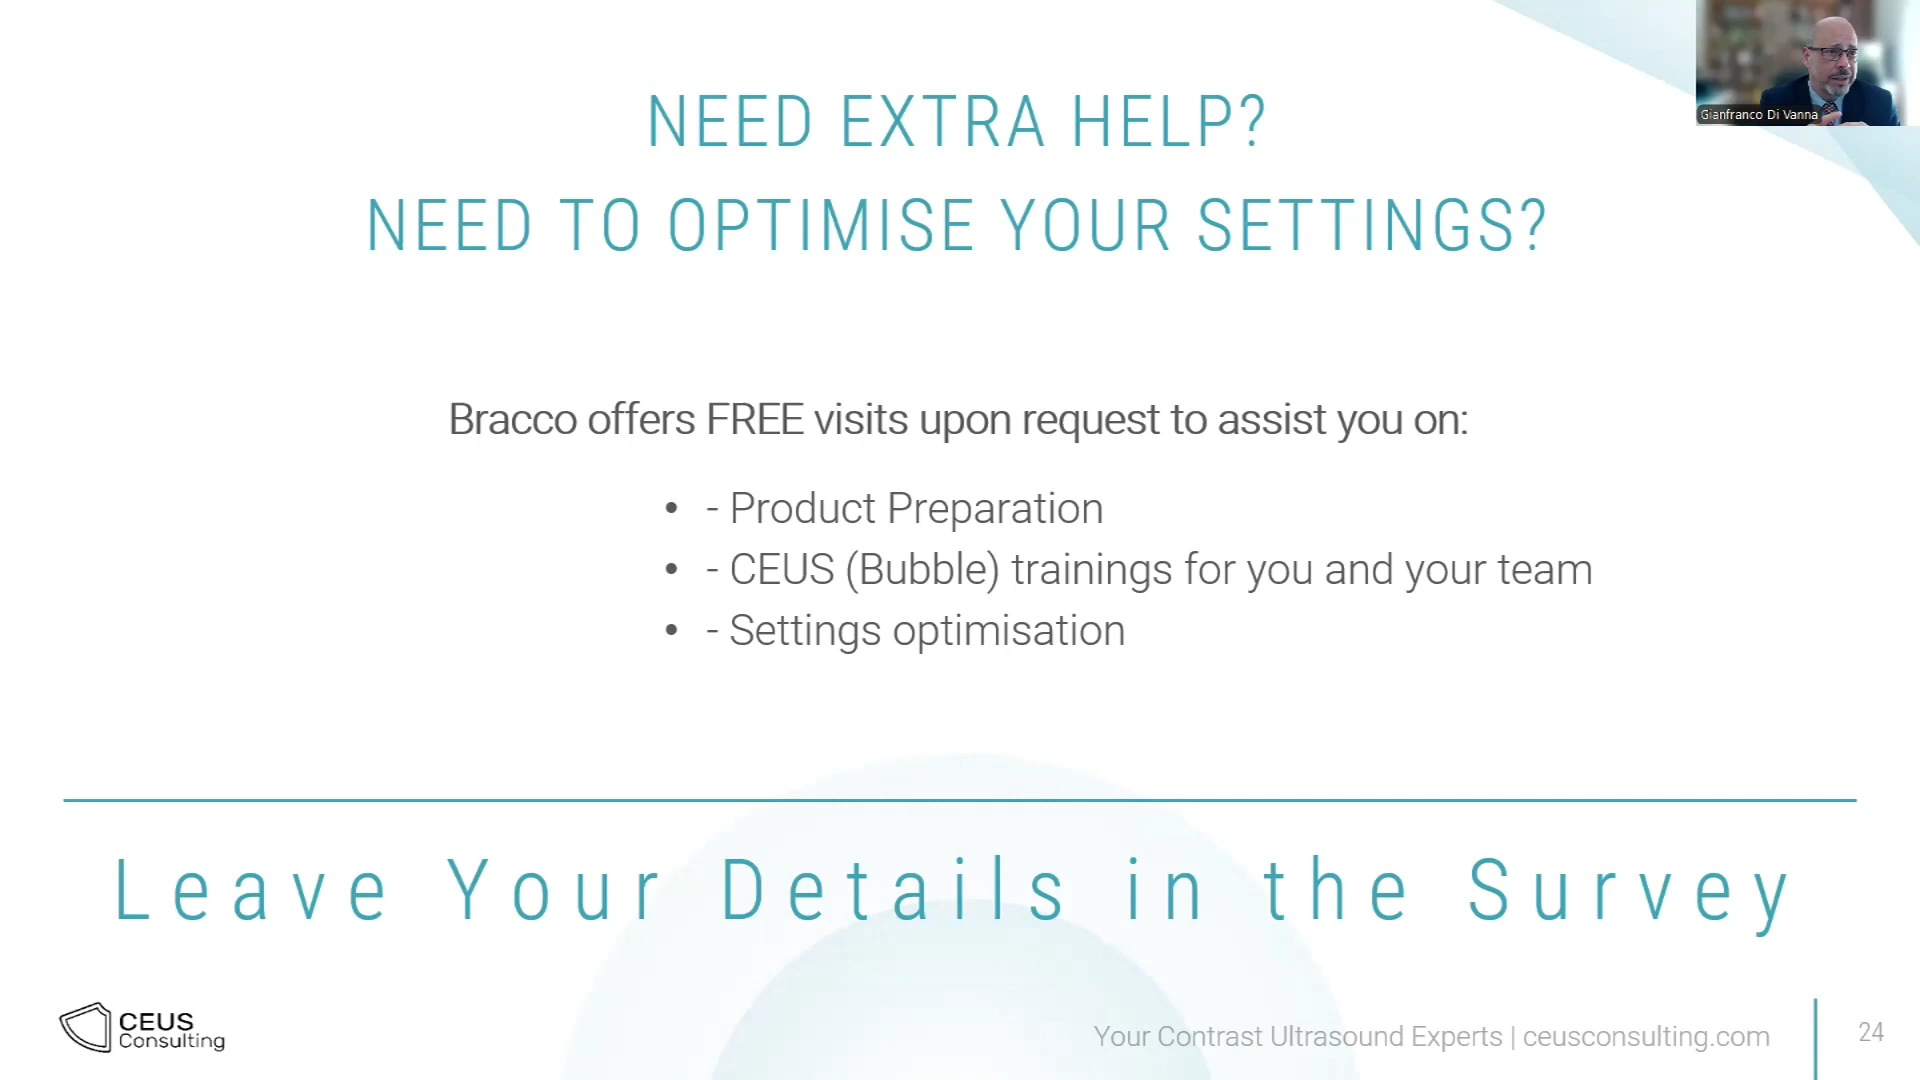 NEED EXTRA HELP?
NEED TO OPTIMISE YOUR SETTINGS?
Gianfranco Di Vanna
Bracco offers FREE visits upon request to assist you on:
• - Product Preparation
• - CEUS (Bubble) trainings for you and your team
• - Settings optimisation
Leave Your Details in the Survey
CEUS
Consulting
Your Contrast Ultrasound Experts | ceusconsulting.com
24